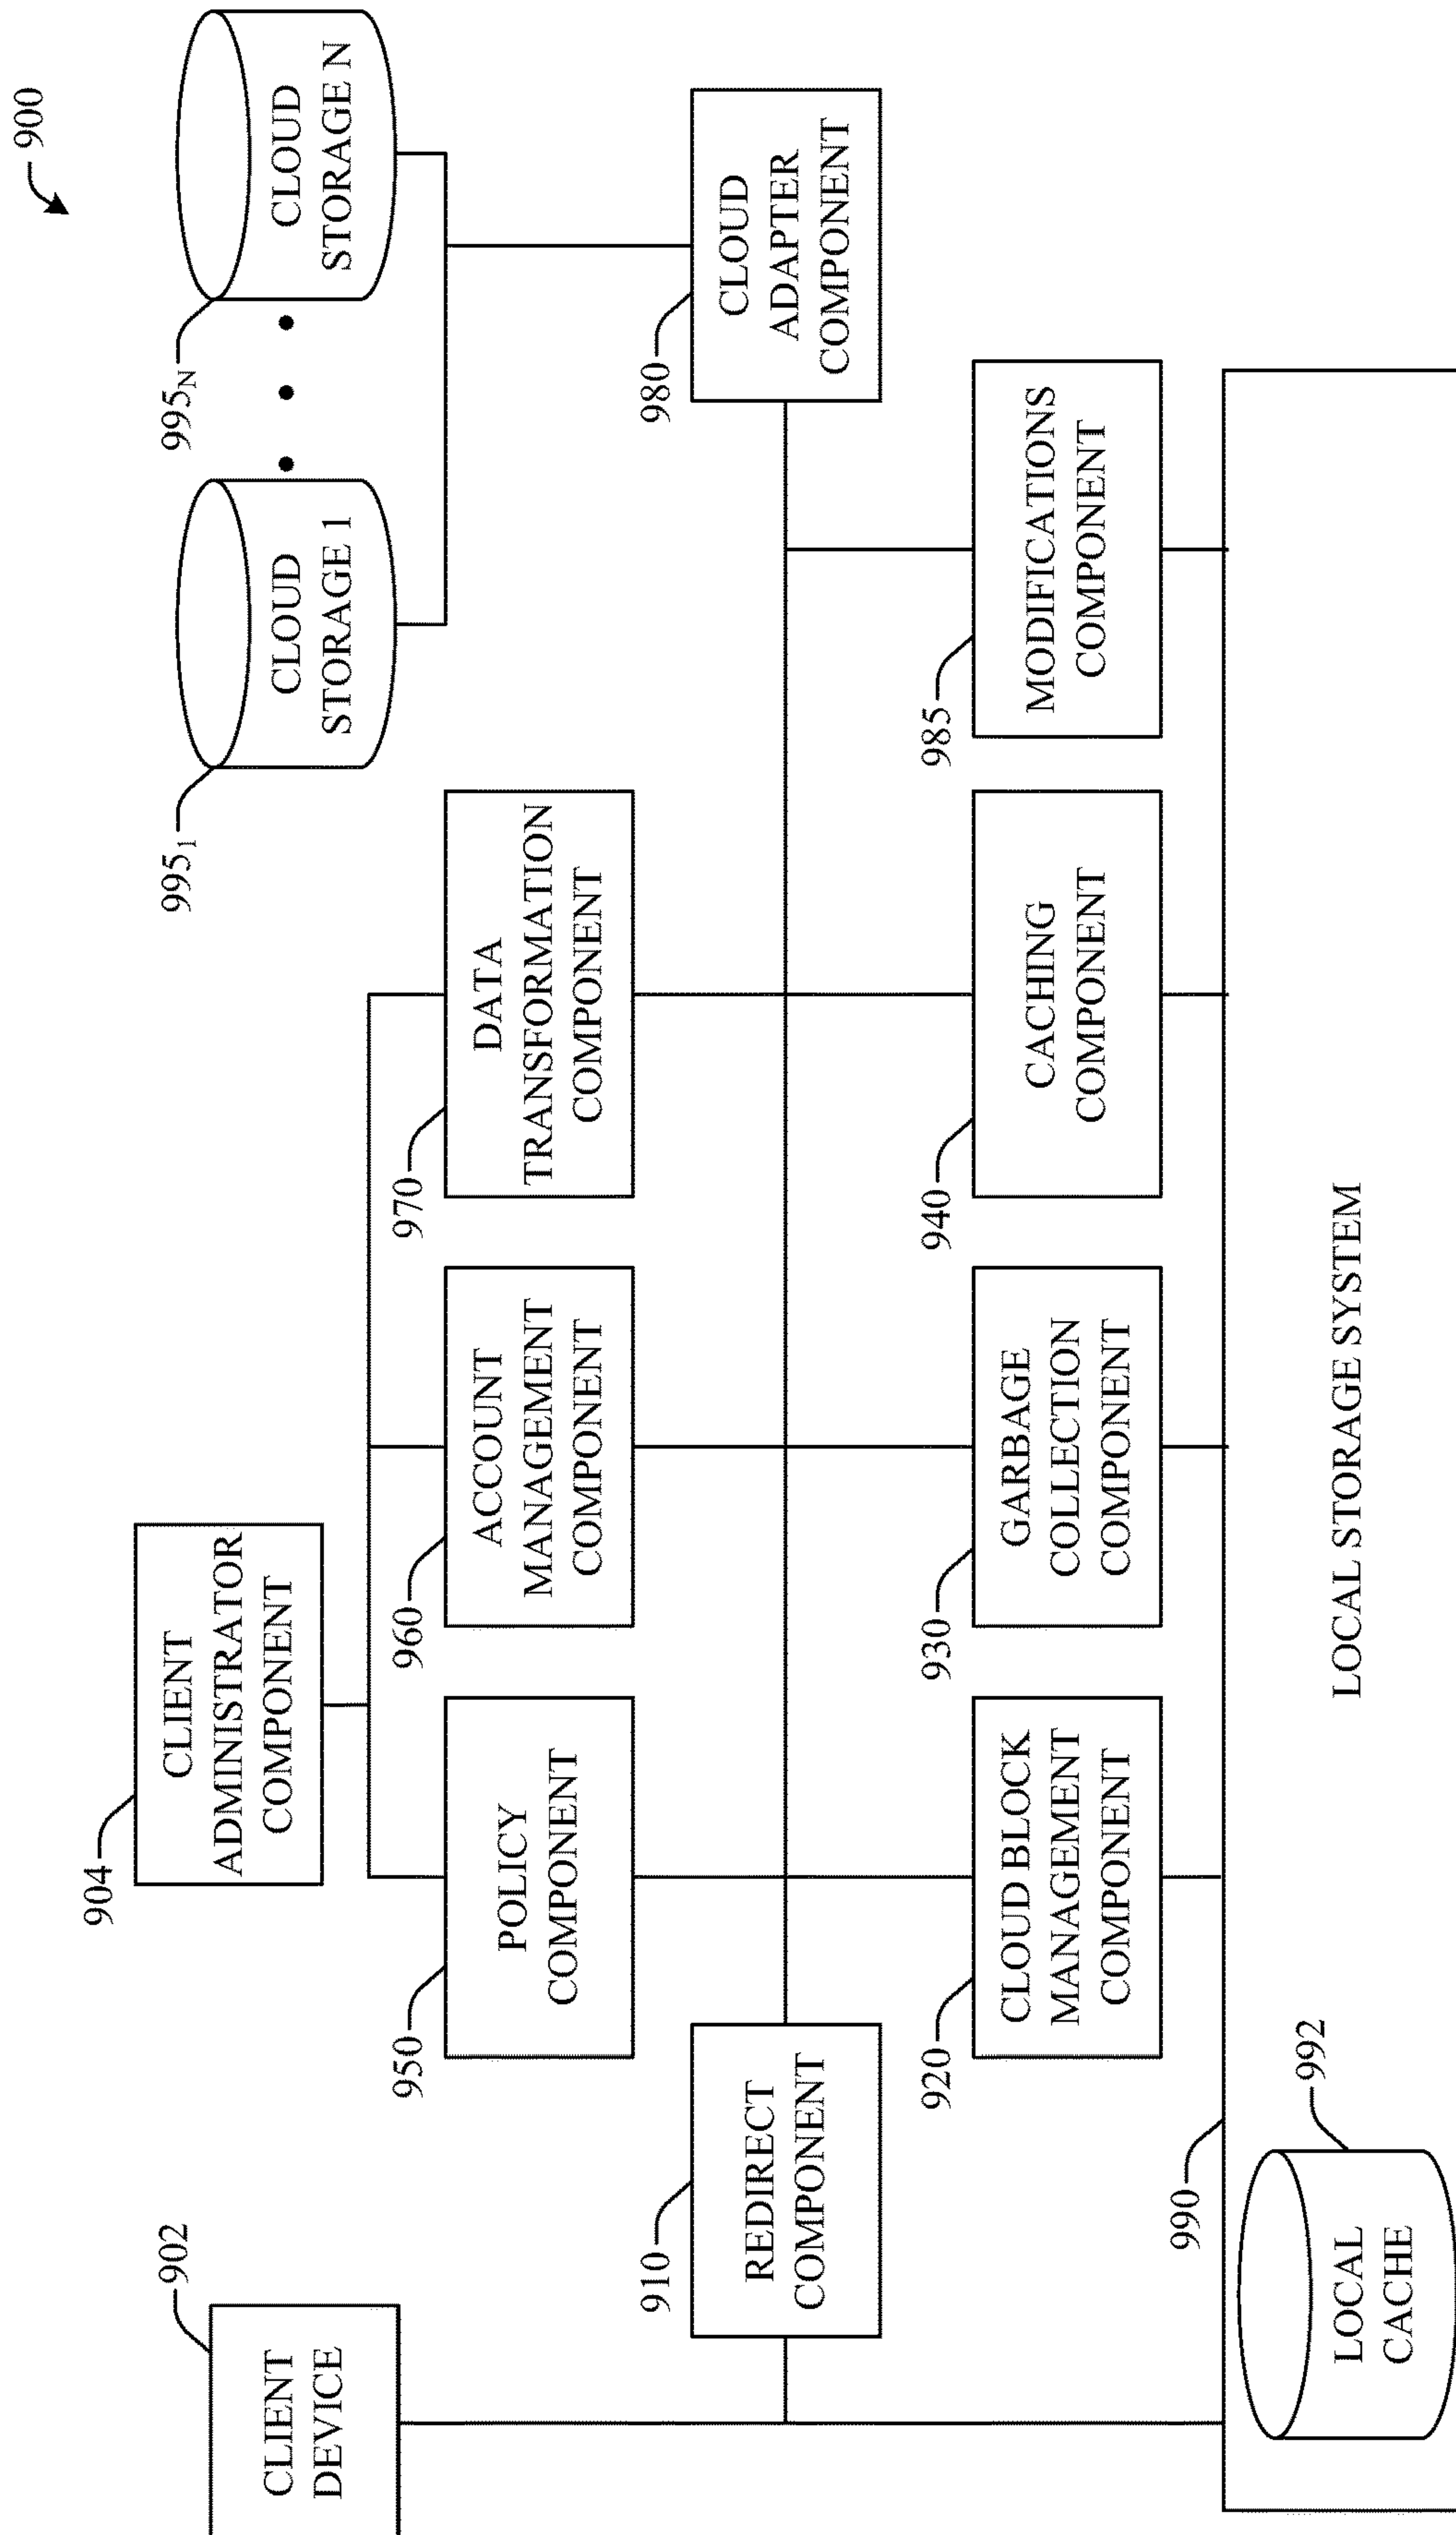 900
902
CLIENT
DEVICE
904
CLIENT
ADMINISTRATOR
COMPONENT
995₁
CLOUD
STORAGE 1
995ₙ
CLOUD
STORAGE N
950
POLICY
COMPONENT
960
ACCOUNT
MANAGEMENT
COMPONENT
970
DATA
TRANSFORMATION
COMPONENT
910
REDIRECT
COMPONENT
980
CLOUD
ADAPTER
COMPONENT
920
CLOUD BLOCK
MANAGEMENT
COMPONENT
930
GARBAGE
COLLECTION
COMPONENT
940
CACHING
COMPONENT
985
MODIFICATIONS
COMPONENT
990
992
LOCAL
CACHE
LOCAL STORAGE SYSTEM